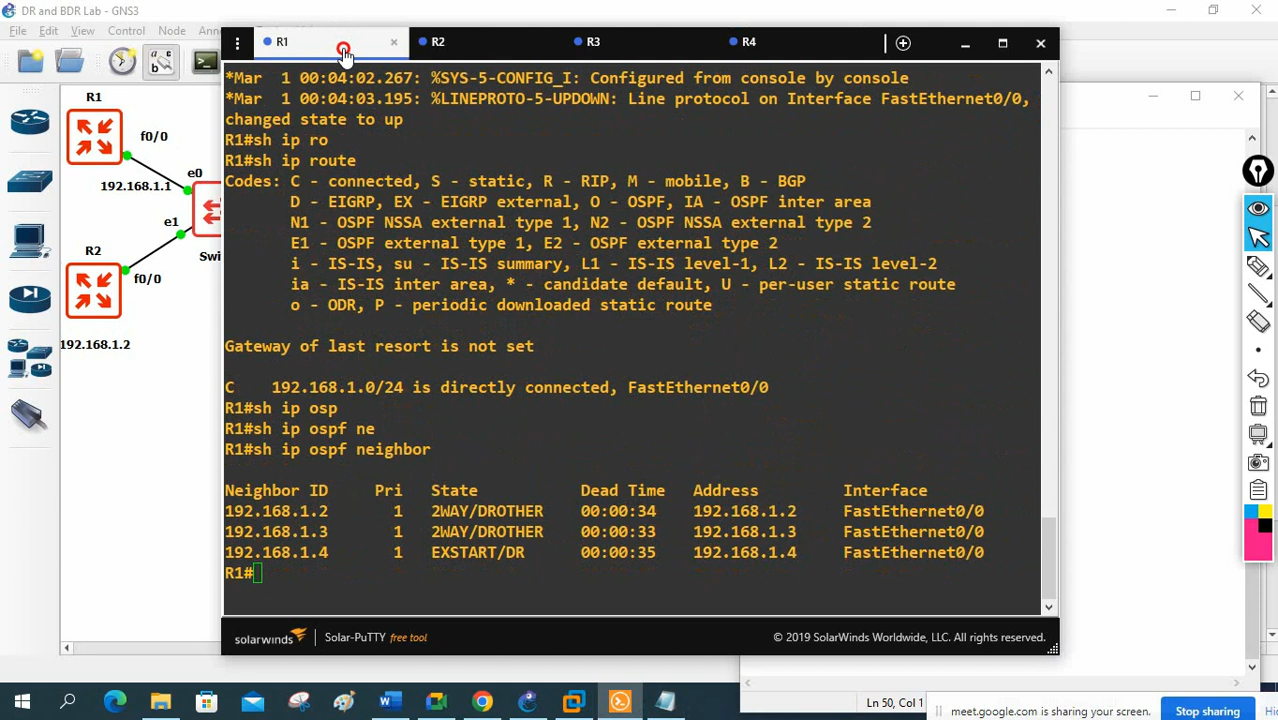 DR and BDR Lab - GNS3
File Edit View Control Node Anno
R1 R2 R3 R4
*Mar  1 00:04:02.267: %SYS-5-CONFIG_I: Configured from console by console
*Mar  1 00:04:03.195: %LINEPROTO-5-UPDOWN: Line protocol on Interface FastEthernet0/0,
changed state to up
R1#sh ip ro
R1#sh ip route
Codes: C - connected, S - static, R - RIP, M - mobile, B - BGP
D - EIGRP, EX - EIGRP external, O - OSPF, IA - OSPF inter area
N1 - OSPF NSSA external type 1, N2 - OSPF NSSA external type 2
E1 - OSPF external type 1, E2 - OSPF external type 2
i - IS-IS, su - IS-IS summary, L1 - IS-IS level-1, L2 - IS-IS level-2
ia - IS-IS inter area, * - candidate default, U - per-user static route
o - ODR, P - periodic downloaded static route
Gateway of last resort is not set
C    192.168.1.0/24 is directly connected, FastEthernet0/0
R1#sh ip osp
R1#sh ip ospf ne
R1#sh ip ospf neighbor
Neighbor ID Pri State Dead Time Address Interface
192.168.1.2 1 2WAY/DROTHER 00:00:34 192.168.1.2 FastEthernet0/0
192.168.1.3 1 2WAY/DROTHER 00:00:33 192.168.1.3 FastEthernet0/0
192.168.1.4 1 EXSTART/DR 00:00:35 192.168.1.4 FastEthernet0/0
R1#
solarwinds Solar-PuTTY free tool © 2019 SolarWinds Worldwide, LLC. All rights reserved.
R1
f0/0
e0
192.168.1.1
e1
R2
Swi
f0/0
192.168.1.2
Ln 50, Col 1
meet.google.com is sharing your screen. Stop sharing Hi